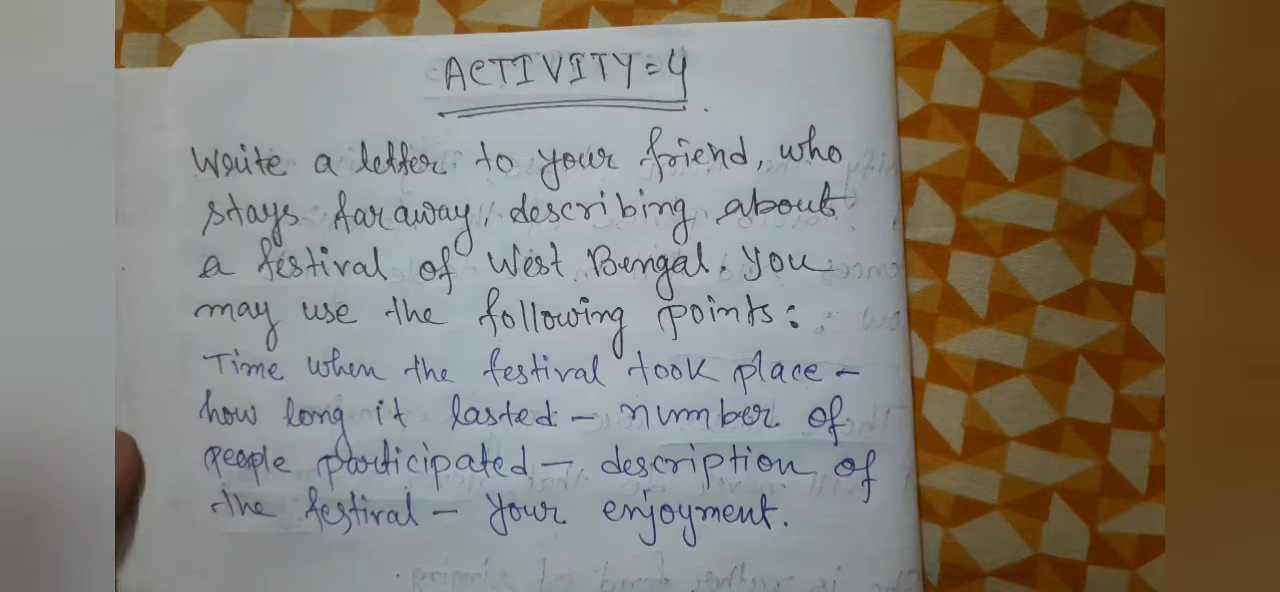 ACTIVITY=4
Write a letter to your friend, who
stays far away, describing about
a festival of West Bengal. You
may use the following points:
Time when the festival took place -
how long it lasted - number of
people participated - description of
the festival - Your enjoyment.